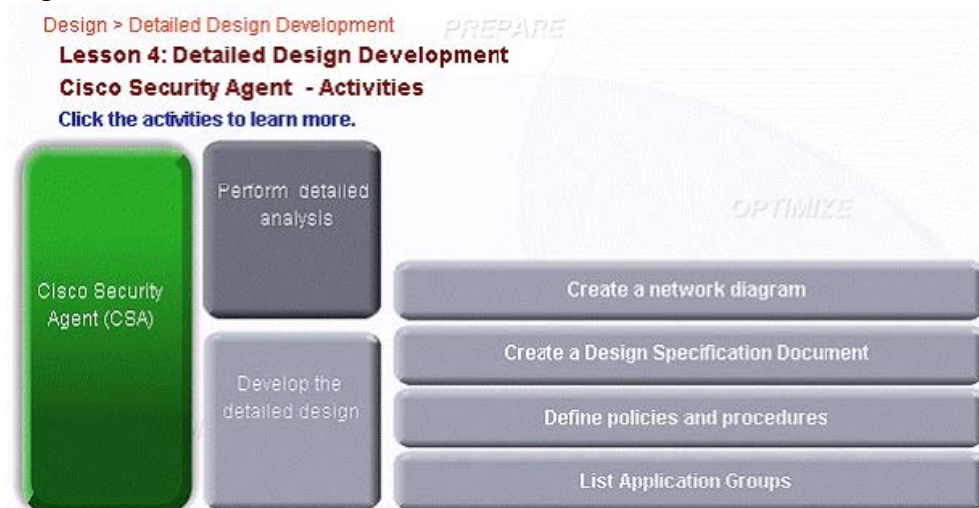 Design > Detailed Design Development
PREPARE
Lesson 4: Detailed Design Development
Cisco Security Agent - Activities
Click the activities to learn more.
Perform detailed
analysis
OPTIMIZE
Cisco Security
Agent (CSA)
Create a network diagram
Create a Design Specification Document
Develop the
detailed design
Define policies and procedures
List Application Groups